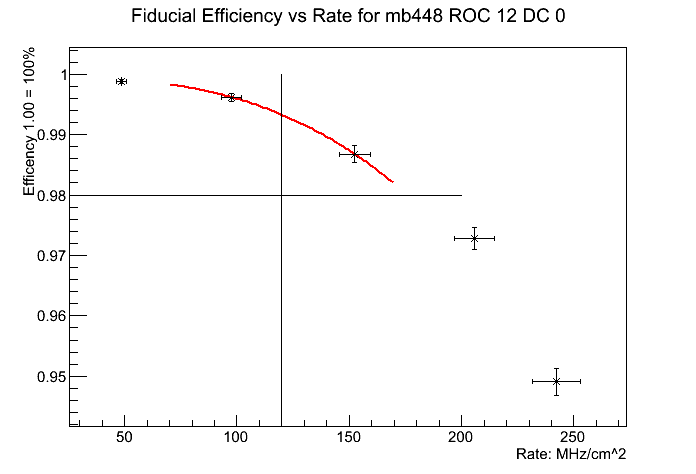 Fiducial Efficiency vs Rate for mb448 ROC 12 DC 0
Efficency 1.00 = 100%
1
0.99
0.98
0.97
0.96
0.95
50 100 150 200 250
Rate: MHz/cm^2